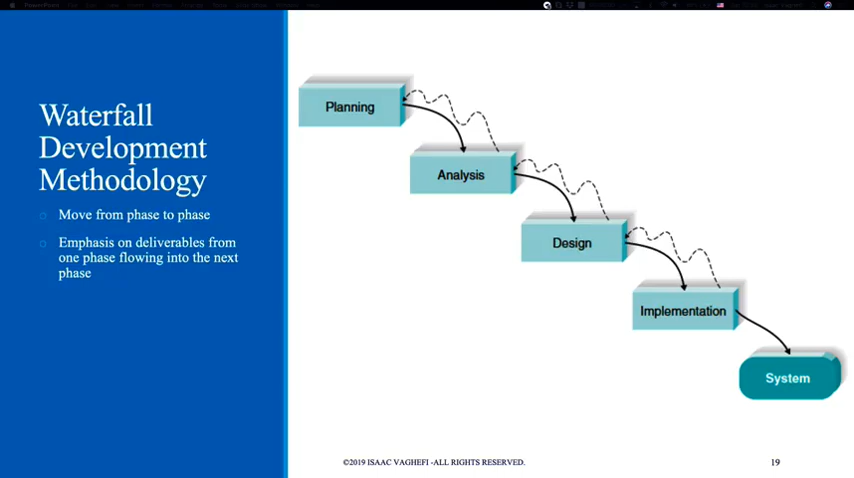 Waterfall
Development
Methodology
Move from phase to phase
Emphasis on deliverables from
one phase flowing into the next
phase
Planning
Analysis
Design
Implementation
System
©2019 ISAAC VAGHEFI -ALL RIGHTS RESERVED.
19